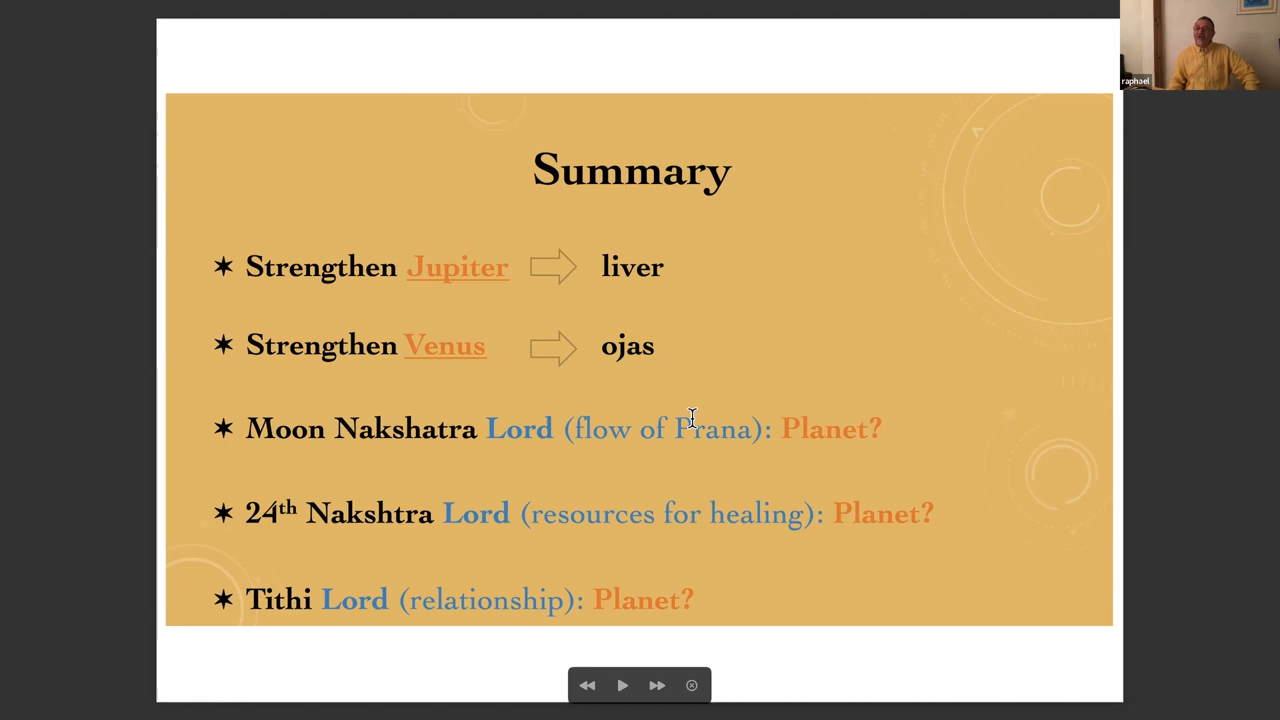 raphael
Summary
✶ Strengthen Jupiter liver
✶ Strengthen Venus ojas
✶ Moon Nakshatra Lord (flow of Prana): Planet?
✶ 24th Nakshtra Lord (resources for healing): Planet?
✶ Tithi Lord (relationship): Planet?